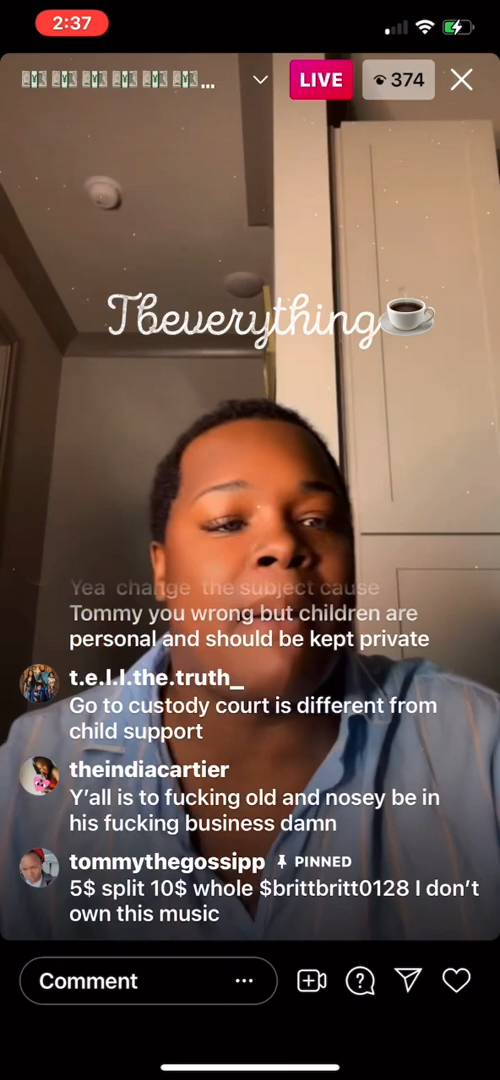 2:37
LIVE
374
Tbeverything
Yea change the subject cause
Tommy you wrong but children are
personal and should be kept private
t.e.l.l.the.truth_
Go to custody court is different from
child support
theindiacartier
Y'all is to fucking old and nosey be in
his fucking business damn
tommythegossipp PINNED
5$ split 10$ whole $brittbritt0128 I don't
own this music
Comment